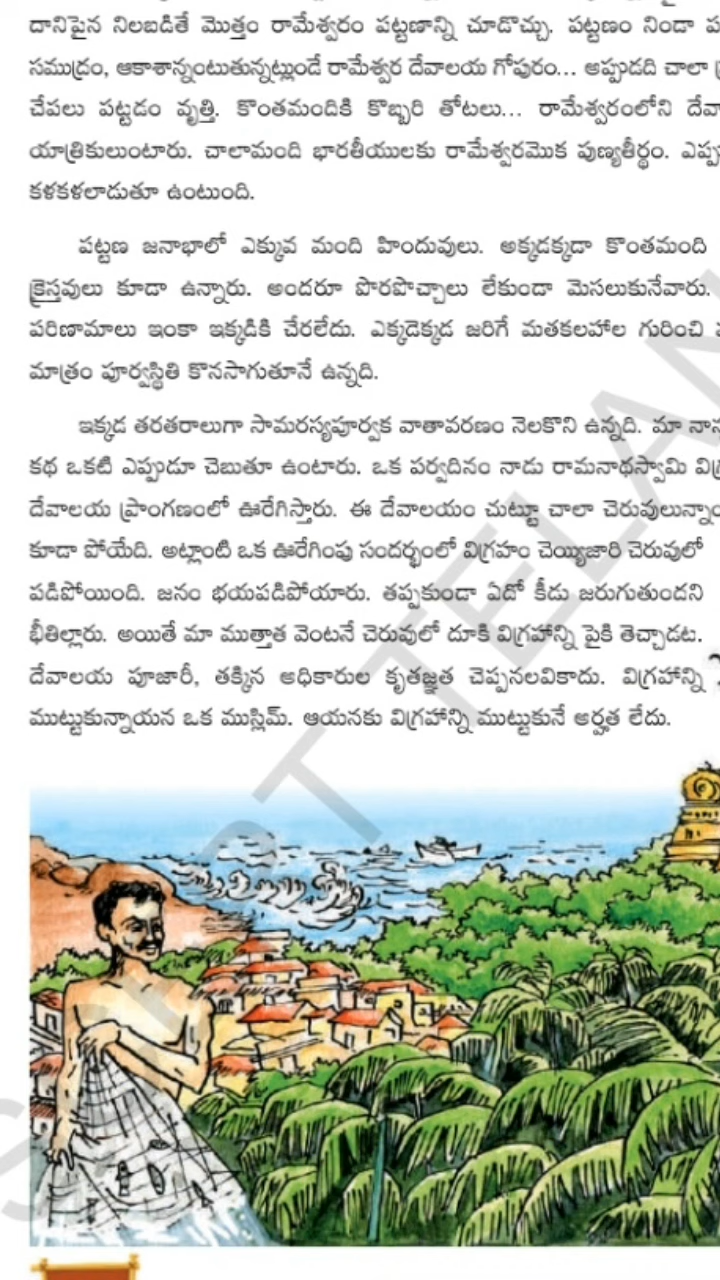 దానిపైన నిలబడితే మొత్తం రామేశ్వరం పట్టణాన్ని చూడొచ్చు. పట్టణం నిండా
సముద్రం, ఆకాశాన్నంటుతున్నట్లుండే రామేశ్వర దేవాలయ గోపురం... అప్పుడది చాలా
చేపలు పట్టడం వృత్తి. కొంతమందికి కొబ్బరి తోటలు... రామేశ్వరంలోని
యాత్రికులుంటారు. చాలామంది భారతీయులకు రామేశ్వరమొక పుణ్యతీర్థం.
కళకళలాడుతూ ఉంటుంది.
పట్టణ జనాభాలో ఎక్కువ మంది హిందువులు. అక్కడక్కడా కొంతమంది
క్రైస్తవులు కూడా ఉన్నారు. అందరూ పొరపొచ్చాలు లేకుండా మెసలుకునేవారు.
పరిణామాలు ఇంకా ఇక్కడికి చేరలేదు. ఎక్కడెక్కడ జరిగే మతకలహాల గురించి
మాత్రం పూర్వస్థితి కొనసాగుతూనే ఉన్నది.
ఇక్కడ తరతరాలుగా సామరస్యపూర్వక వాతావరణం నెలకొని ఉన్నది. మా
కథ ఒకటి ఎప్పుడూ చెబుతూ ఉంటారు. ఒక పర్వదినం నాడు రామనాథస్వామి
దేవాలయ ప్రాంగణంలో ఊరేగిస్తారు. ఈ దేవాలయం చుట్టూ చాలా
కూడా పోయేది. అట్లాంటి ఒక ఊరేగింపు సందర్భంలో విగ్రహం చెయ్యిజారి చెరువులో
పడిపోయింది. జనం భయపడిపోయారు. తప్పకుండా ఏదో కీడు జరుగుతుందని
భీతిల్లారు. అయితే మా ముత్తాత వెంటనే చెరువులో దూకి విగ్రహాన్ని పైకి తెచ్చాడట.
దేవాలయ పూజారీ, తక్కిన అధికారుల కృతజ్ఞత చెప్పనలవికాదు. విగ్రహాన్ని
ముట్టుకున్నాయన ఒక ముస్లిమ్. ఆయనకు విగ్రహాన్ని ముట్టుకునే అర్హత లేదు.